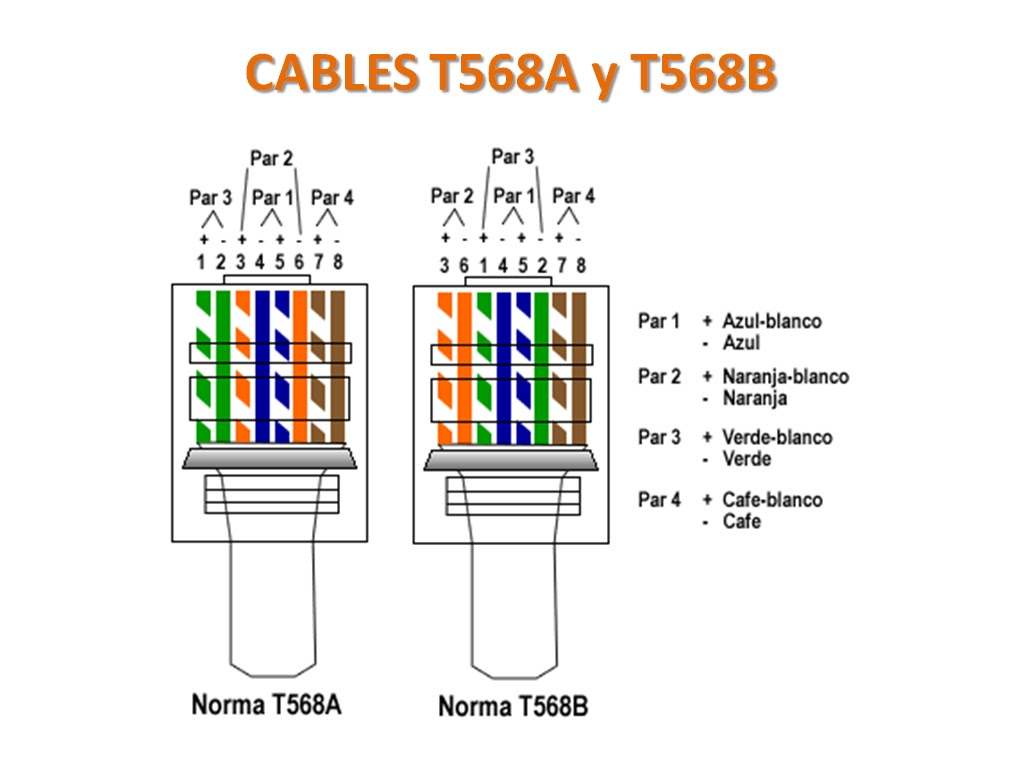 CABLES T568A y T568B
Par 2
Par 3 Par 1 Par 4
+ - + - + - + -
1 2 3 4 5 6 7 8
Norma T568A
Par 3
Par 2 Par 1 Par 4
+ - + - + - + -
3 6 1 4 5 2 7 8
Norma T568B
Par 1 + Azul-blanco
- Azul
Par 2 + Naranja-blanco
- Naranja
Par 3 + Verde-blanco
- Verde
Par 4 + Cafe-blanco
- Cafe